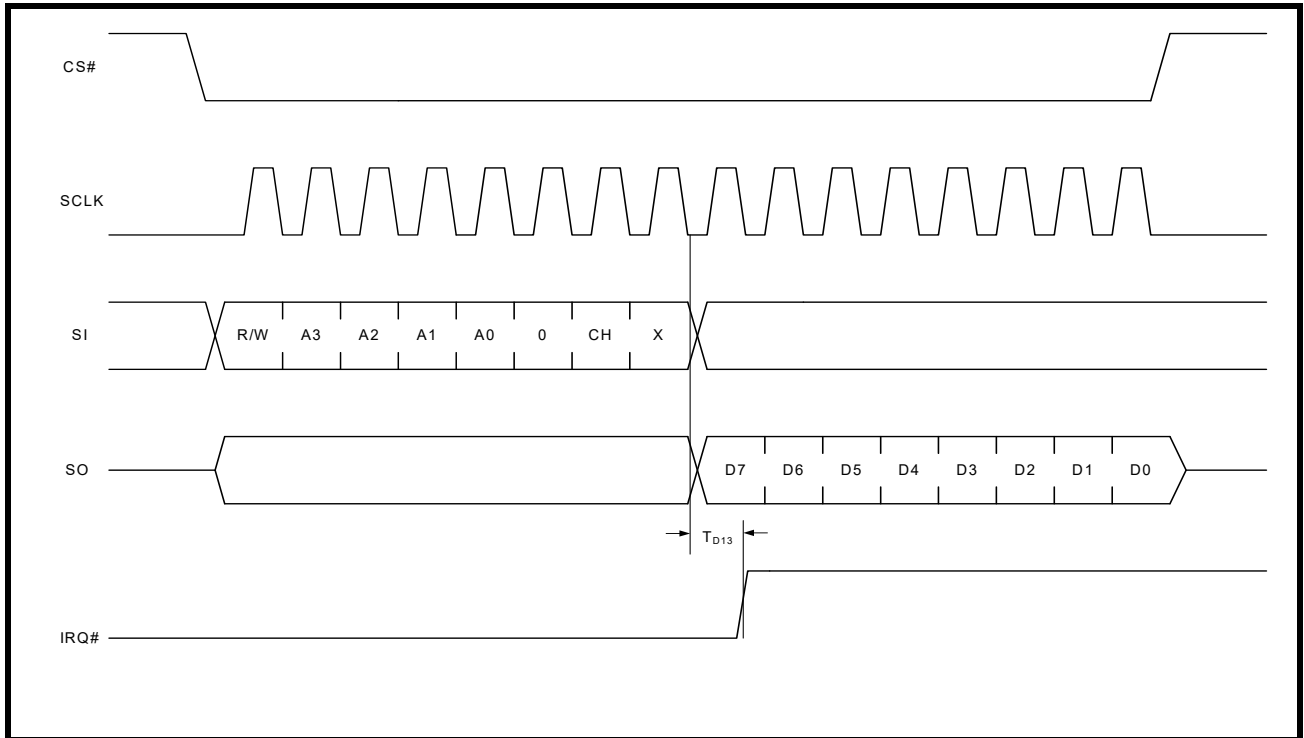 CS#
SCLK
SI
R/W A3 A2 A1 A0 0 CH X
SO
D7 D6 D5 D4 D3 D2 D1 D0
TD13
IRQ#